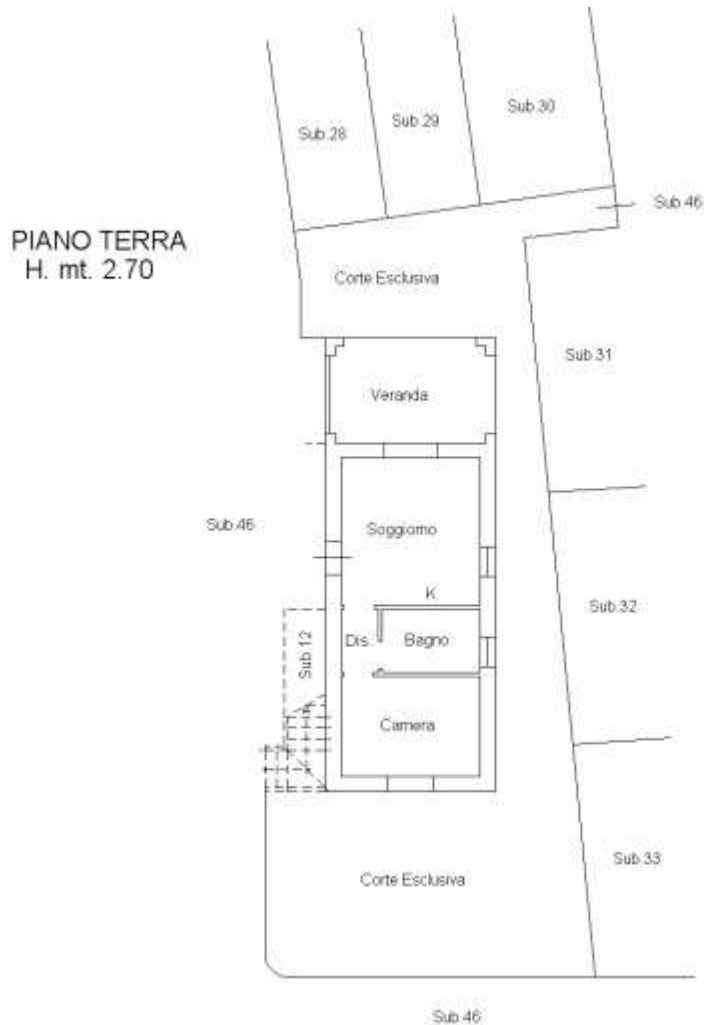 Sub.28
Sub.29
Sub.30
Sub.46
PIANO TERRA
H. mt. 2.70
Corte Esclusiva
Sub.31
Veranda
Sub.46
Soggiorno
K
Sub.32
Dis.
Bagno
Sub.12
Camera
Sub.33
Corte Esclusiva
Sub.46